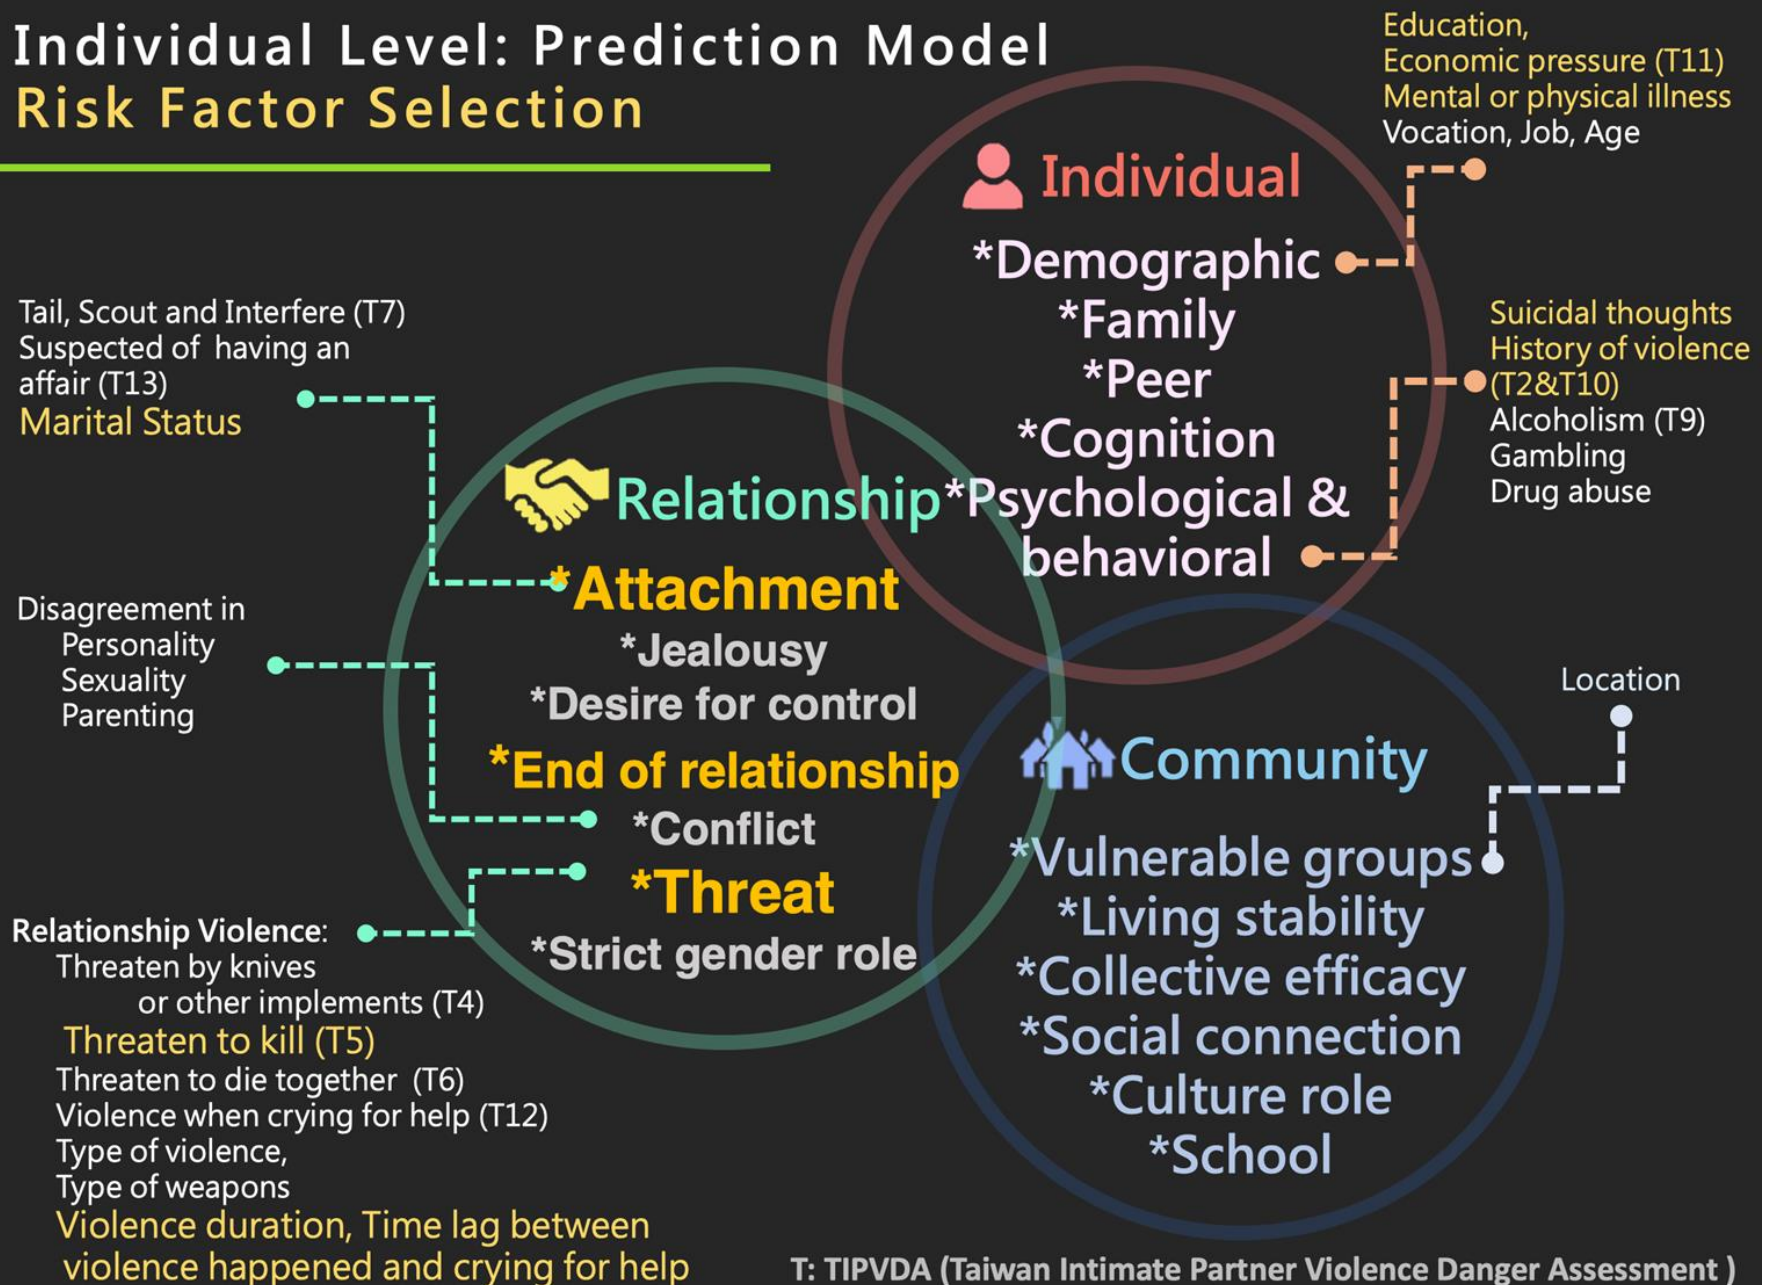 Individual Level: Prediction Model
Risk Factor Selection
Education,
Economic pressure (T11)
Mental or physical illness
Vocation, Job, Age
Individual
*Demographic
*Family
*Peer
*Cognition
*Psychological &
behavioral
Suicidal thoughts
History of violence
(T2&T10)
Alcoholism (T9)
Gambling
Drug abuse
Tail, Scout and Interfere (T7)
Suspected of having an
affair (T13)
Marital Status
Relationship
*Attachment
*Jealousy
*Desire for control
*End of relationship
*Conflict
*Threat
*Strict gender role
Disagreement in
Personality
Sexuality
Parenting
Relationship Violence:
Threaten by knives
or other implements (T4)
Threaten to kill (T5)
Threaten to die together (T6)
Violence when crying for help (T12)
Type of violence,
Type of weapons
Violence duration, Time lag between
violence happened and crying for help
Location
Community
*Vulnerable groups
*Living stability
*Collective efficacy
*Social connection
*Culture role
*School
T: TIPVDA (Taiwan Intimate Partner Violence Danger Assessment )